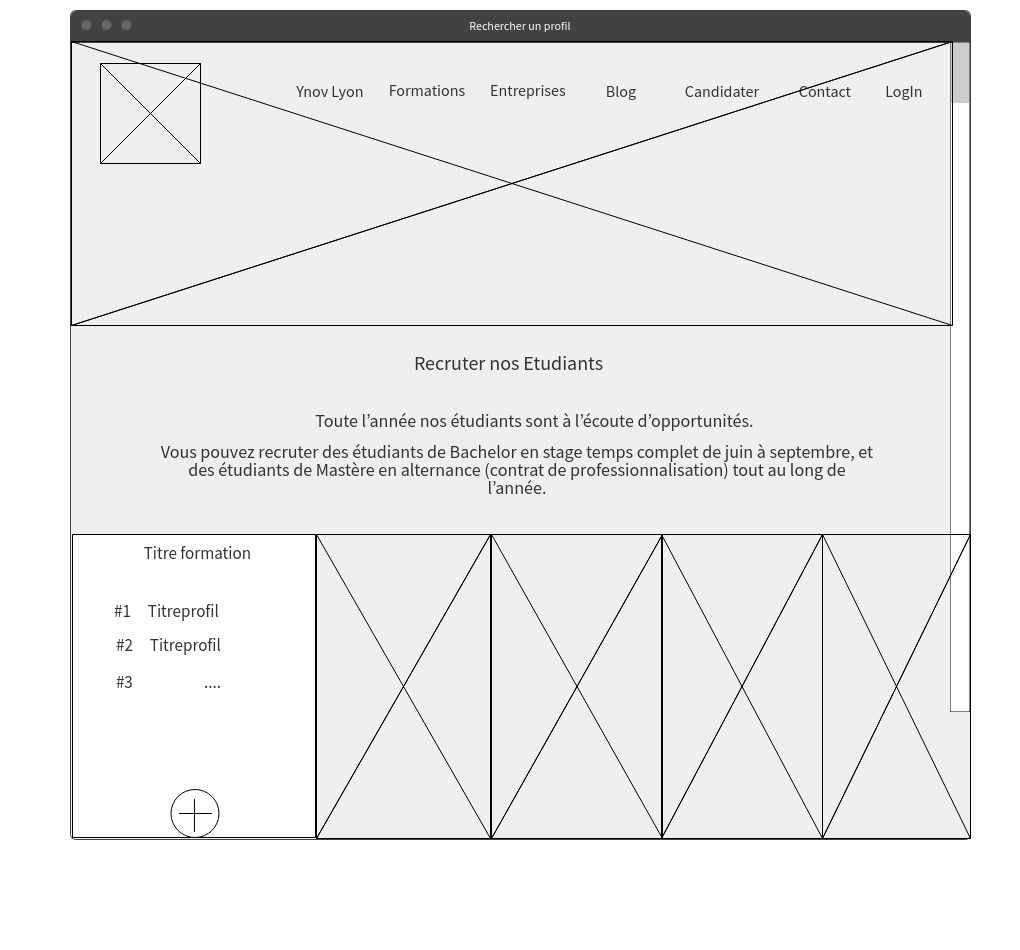 Rechercher un profil
Ynov Lyon Formations Entreprises Blog Candidater Contact LogIn
Recruter nos Etudiants
Toute l’année nos étudiants sont à l’écoute d’opportunités.
Vous pouvez recruter des étudiants de Bachelor en stage temps complet de juin à septembre, et
des étudiants de Mastère en alternance (contrat de professionnalisation) tout au long de
l’année.
Titre formation
#1 Titreprofil
#2 Titreprofil
#3 ....